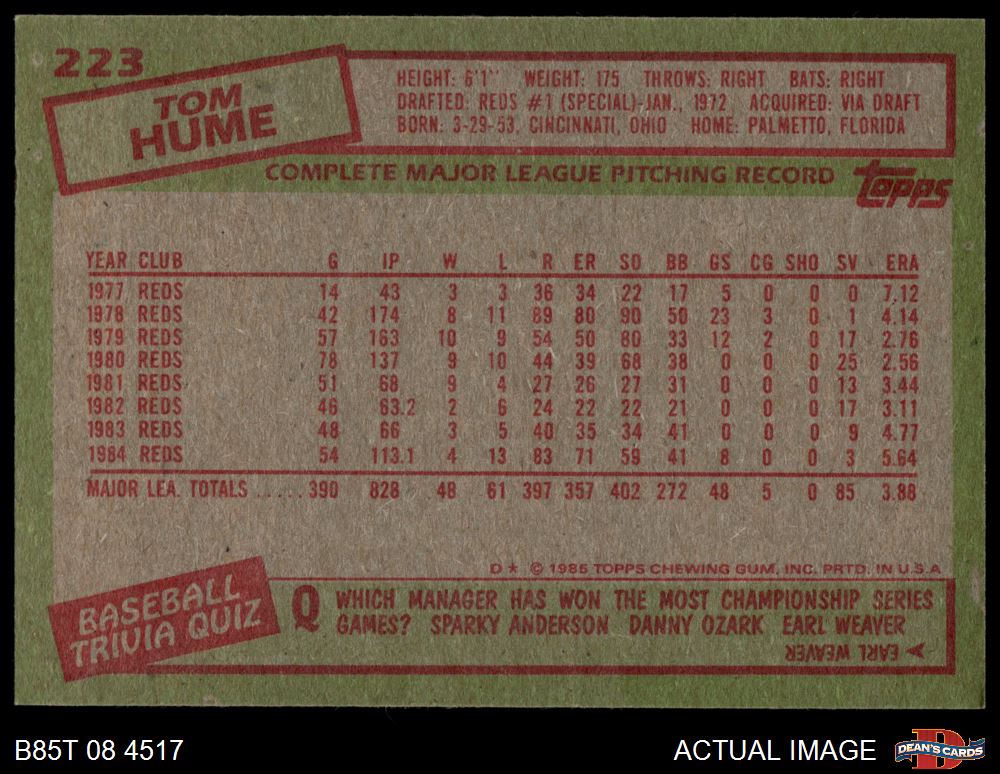 223
TOM
HUME
HEIGHT: 6'1" WEIGHT: 175 THROWS: RIGHT BATS: RIGHT
DRAFTED: REDS #1 (SPECIAL)-JAN., 1972 ACQUIRED: VIA DRAFT
BORN: 3-29-53, CINCINNATI, OHIO HOME: PALMETTO, FLORIDA
COMPLETE MAJOR LEAGUE PITCHING RECORD
topps
YEAR CLUB G IP W L R ER SO BB GS CG SHO SV ERA
1977 REDS 14 43 3 3 36 34 22 17 5 0 0 0 7.12
1978 REDS 42 174 8 11 89 80 90 50 23 3 0 1 4.14
1979 REDS 57 163 10 9 54 50 80 33 12 2 0 17 2.76
1980 REDS 78 137 9 10 44 39 68 38 0 0 0 25 2.56
1981 REDS 51 68 9 4 27 26 27 31 0 0 0 13 3.44
1982 REDS 46 63.2 2 6 24 22 22 21 0 0 0 17 3.11
1983 REDS 48 66 3 5 40 35 34 41 0 0 0 9 4.77
1984 REDS 54 113.1 4 13 83 71 59 41 8 0 0 3 5.64
MAJOR LEA. TOTALS .....390 828 48 61 397 357 402 272 48 5 0 85 3.88
D* © 1985 TOPPS CHEWING GUM, INC. PRTD. IN U.S.A
BASEBALL
TRIVIA QUIZ
Q WHICH MANAGER HAS WON THE MOST CHAMPIONSHIP SERIES
GAMES? SPARKY ANDERSON DANNY OZARK EARL WEAVER
EARL WEAVER
B85T 08 4517
ACTUAL IMAGE
D
DEAN'S CARDS